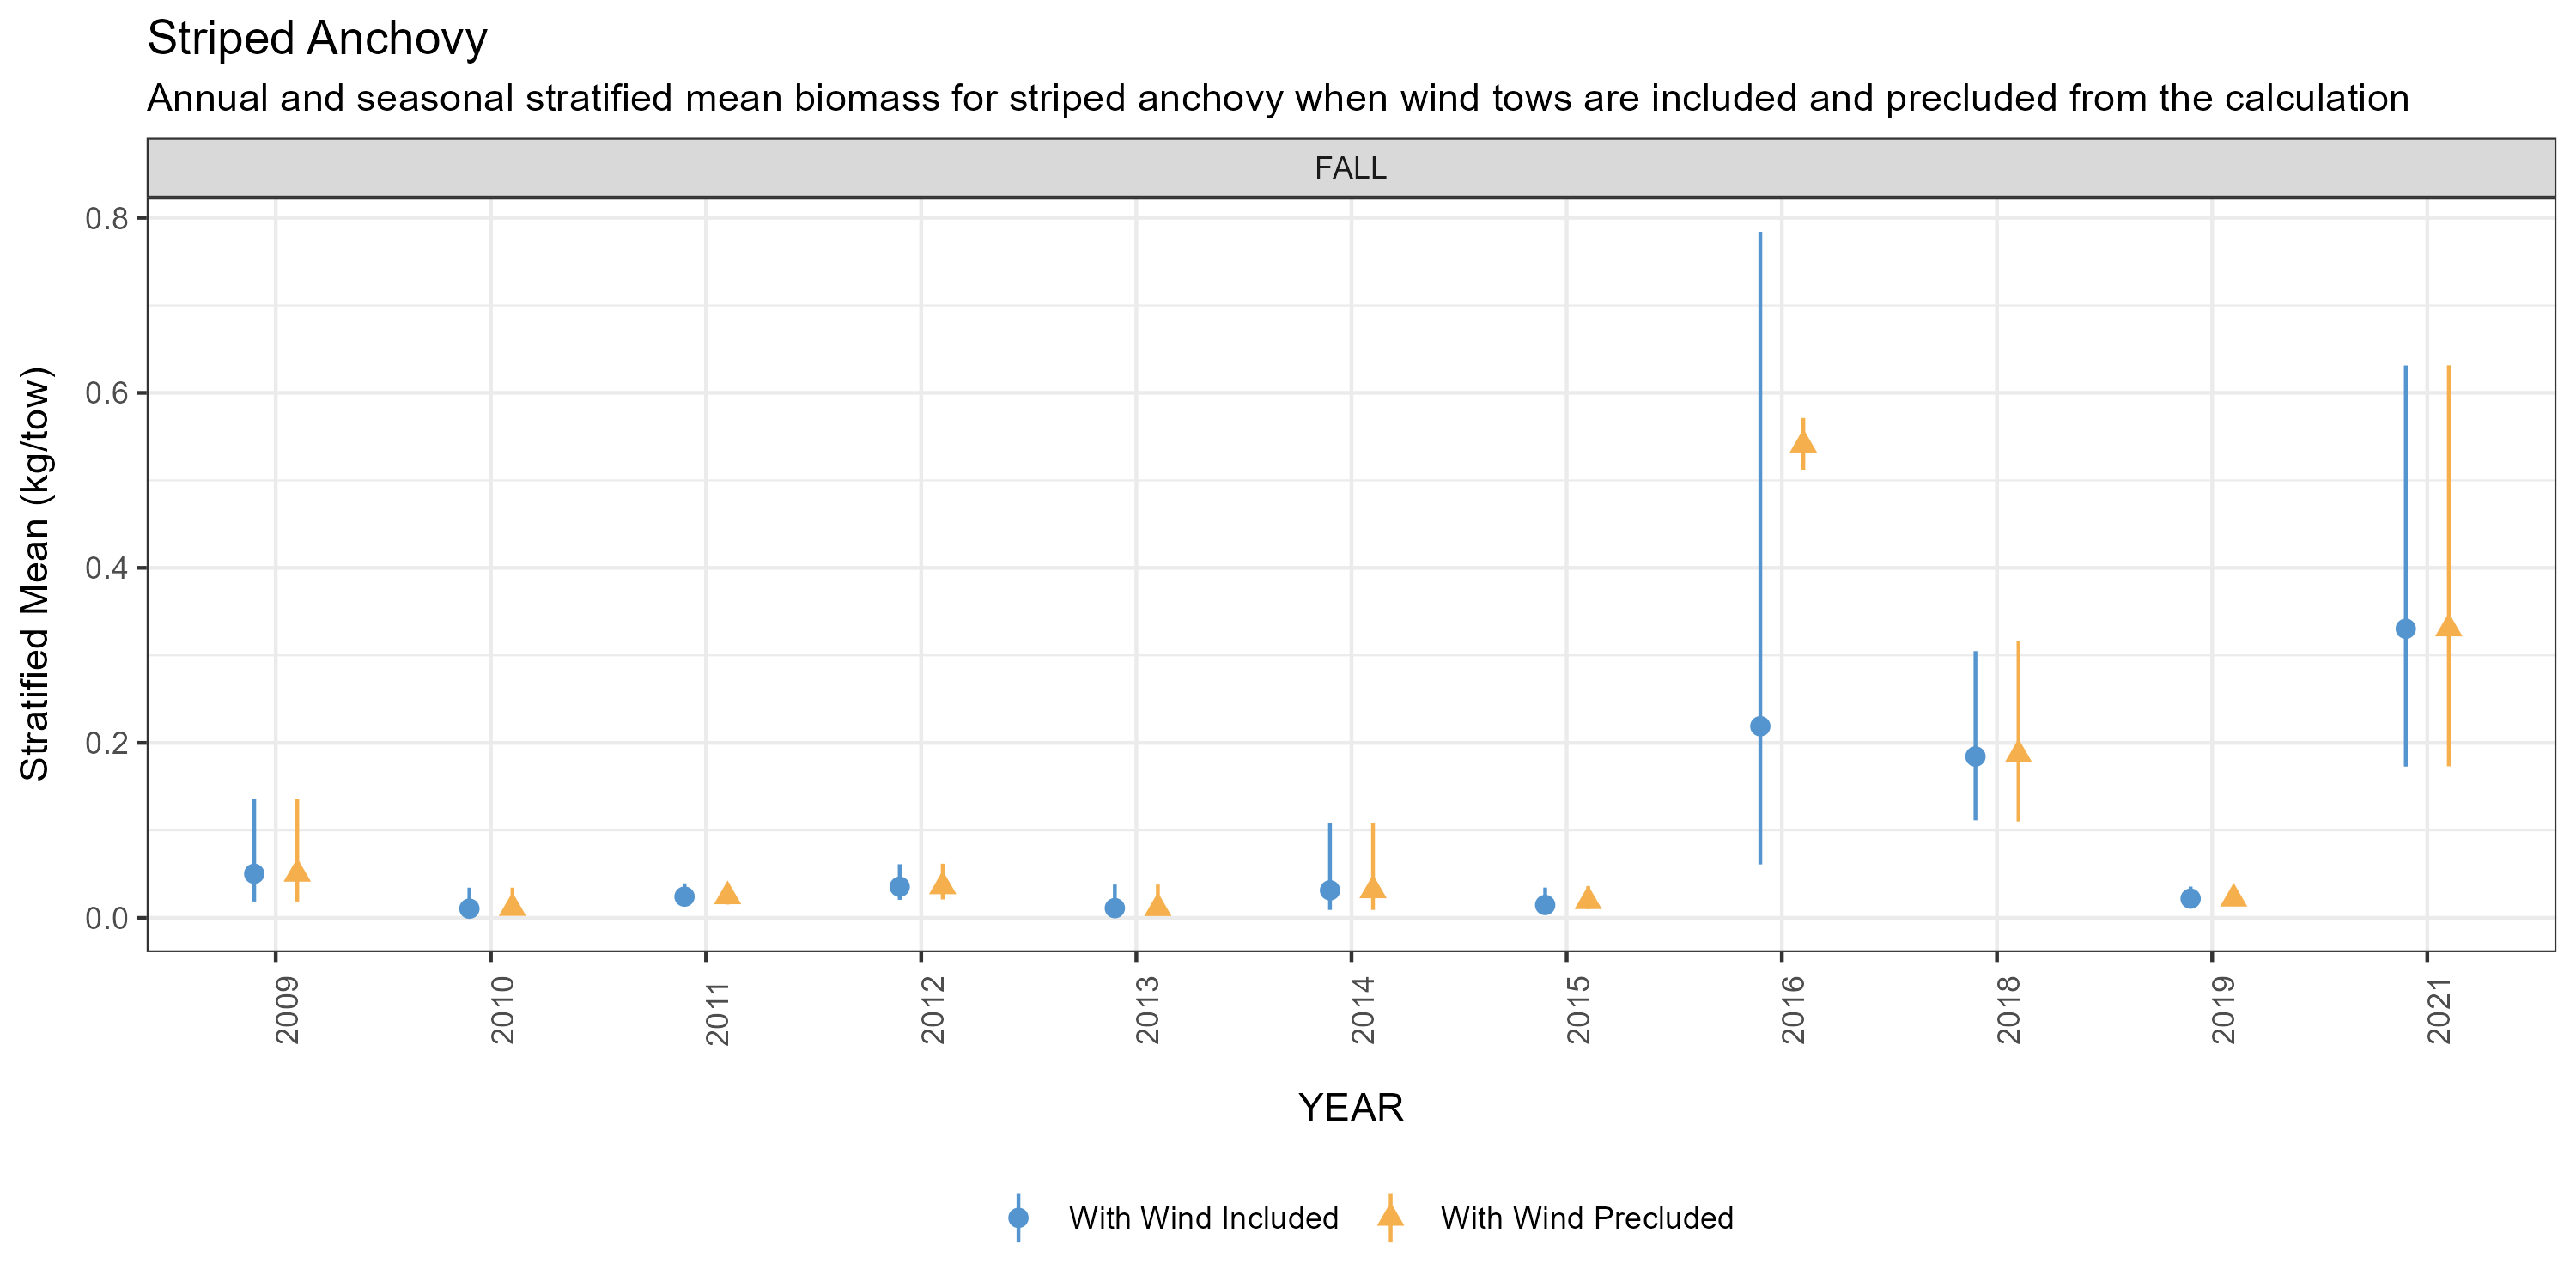 Striped Anchovy
Annual and seasonal stratified mean biomass for striped anchovy when wind tows are included and precluded from the calculation
FALL
Stratified Mean (kg/tow)
0.8
0.6
0.4
0.2
0.0
2009
2010
2011
2012
2013
2014
2015
2016
2018
2019
2021
YEAR
With Wind Included
With Wind Precluded